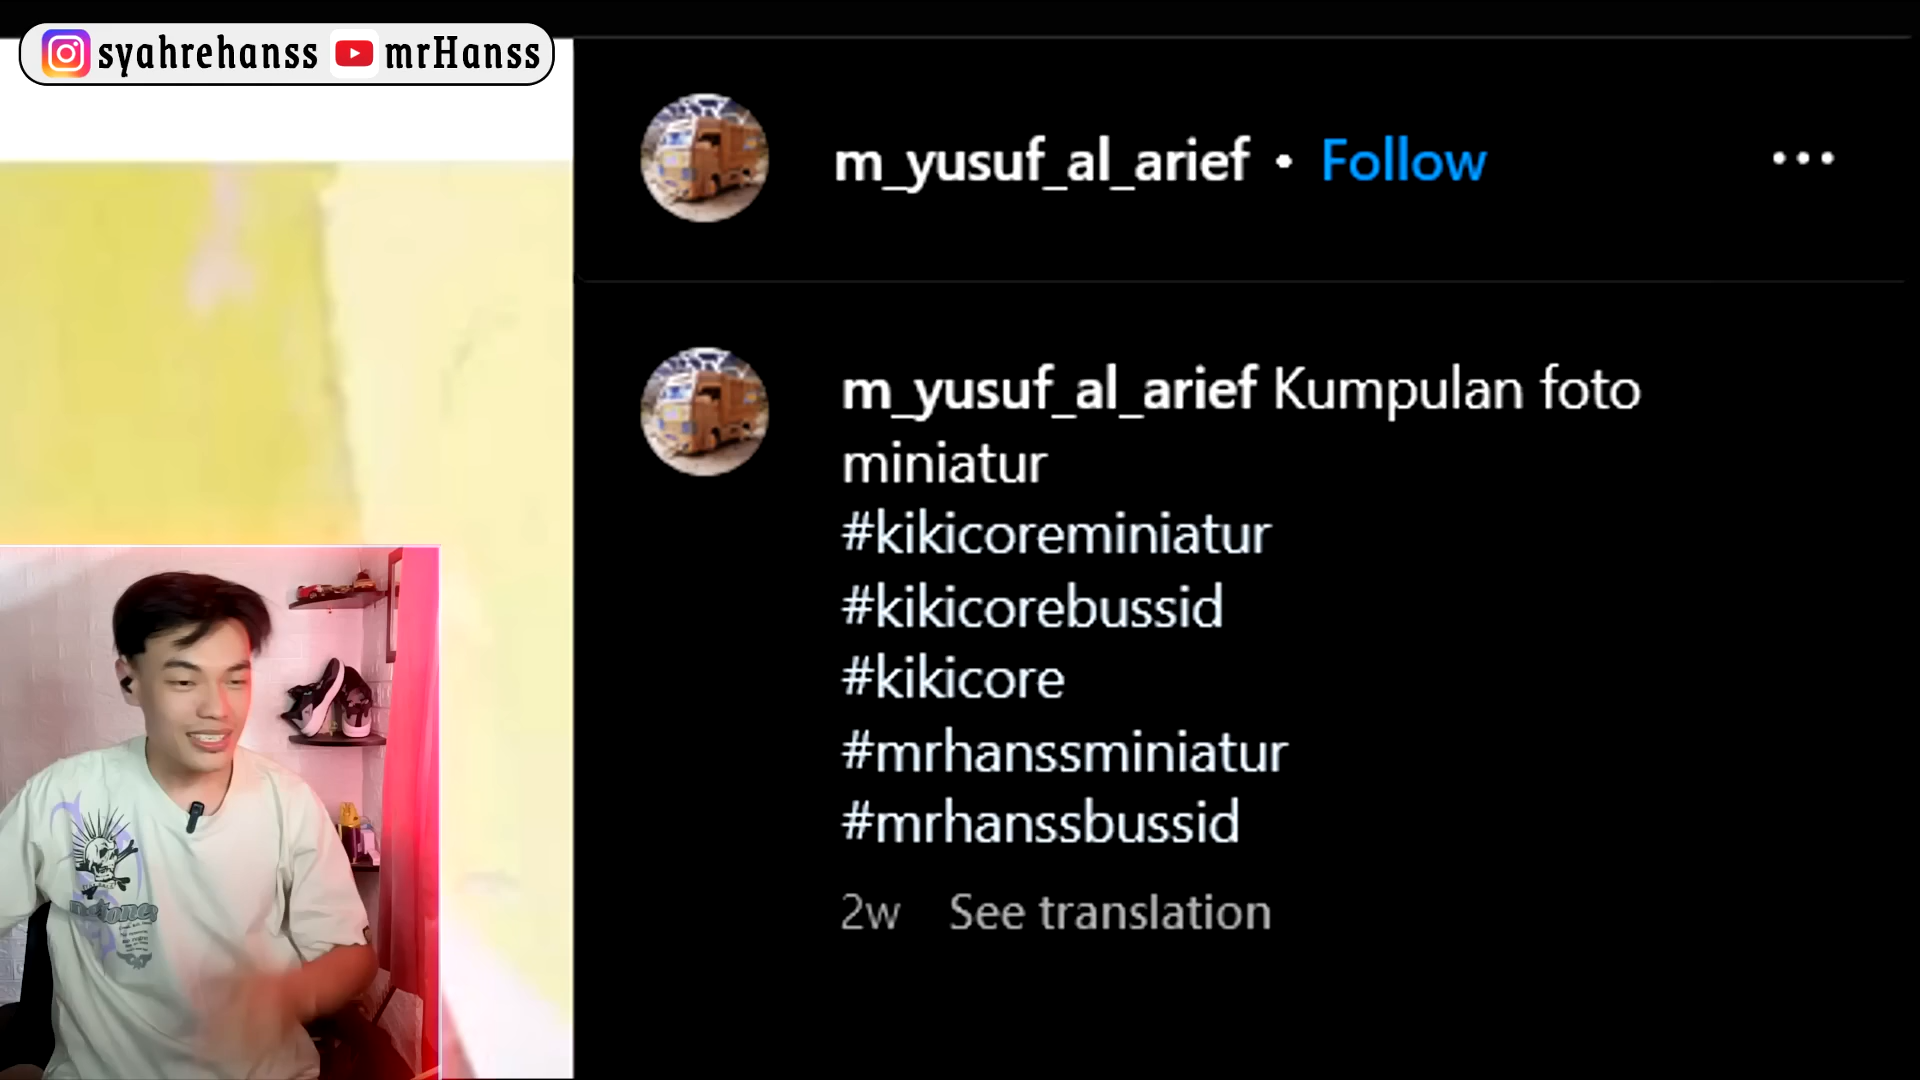 syahrehanss mrHanss
m_yusuf_al_arief • Follow
m_yusuf_al_arief Kumpulan foto
miniatur
#kikicoreminiatur
#kikicorebussid
#kikicore
#mrhanssminiatur
#mrhanssbussid
2w See translation